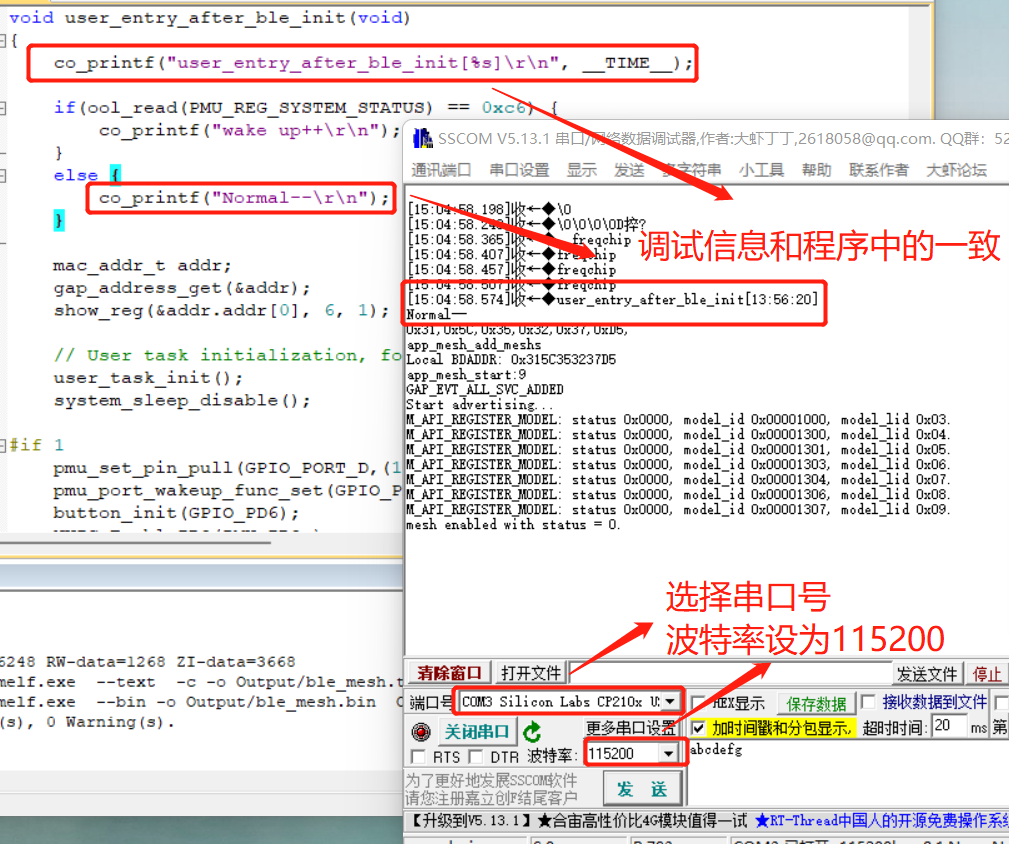 void user_entry_after_ble_init(void)
{
co_printf("user_entry_after_ble_init[%s]\r\n", __TIME__);
if(ool_read(PMU_REG_SYSTEM_STATUS) == 0xc6) {
co_printf("wake up++\r\n");
}
else {
co_printf("Normal--\r\n");
}
mac_addr_t addr;
gap_address_get(&addr);
show_reg(&addr.addr[0], 6, 1);
// User task initialization, fo
user_task_init();
system_sleep_disable();
#if 1
pmu_set_pin_pull(GPIO_PORT_D,(1
pmu_port_wakeup_func_set(GPIO_P
button_init(GPIO_PD6);
6248 RW-data=1268 ZI-data=3668
melf.exe --text -c -o Output/ble_mesh.t
melf.exe --bin -o Output/ble_mesh.bin
(s), 0 Warning(s).
SSCOM V5.13.1 串口/网络数据调试器,作者:大虾丁丁,2618058@qq.com. QQ群: 52
通讯端口 串口设置 显示 发送 多字符串 小工具 帮助 联系作者 大虾论坛
[15:04:58.198]收←◆\0
[15:04:58.248]收←◆\0\0\0\0D捽?
[15:04:58.365]收←◆ freqchip
[15:04:58.407]收←◆freqchip
[15:04:58.457]收←◆freqchip
[15:04:58.507]收←◆freqchip
[15:04:58.574]收←◆user_entry_after_ble_init[13:56:20]
Normal--
0x31,0x5C,0x35,0x32,0x37,0xD5,
app_mesh_add_meshs
Local BDADDR: 0x315C353237D5
app_mesh_start:9
GAP_EVT_ALL_SVC_ADDED
Start advertising...
M_API_REGISTER_MODEL: status 0x0000, model_id 0x00001000, model_lid 0x03.
M_API_REGISTER_MODEL: status 0x0000, model_id 0x00001300, model_lid 0x04.
M_API_REGISTER_MODEL: status 0x0000, model_id 0x00001301, model_lid 0x05.
M_API_REGISTER_MODEL: status 0x0000, model_id 0x00001303, model_lid 0x06.
M_API_REGISTER_MODEL: status 0x0000, model_id 0x00001304, model_lid 0x07.
M_API_REGISTER_MODEL: status 0x0000, model_id 0x00001306, model_lid 0x08.
M_API_REGISTER_MODEL: status 0x0000, model_id 0x00001307, model_lid 0x09.
mesh enabled with status = 0.
调试信息和程序中的一致
选择串口号
波特率设为115200
清除窗口 打开文件 发送文件 停止
端口号 COM3 Silicon Labs CP210x U HEX显示 保存数据 接收数据到文件
关闭串口 更多串口设置 加时间戳和分包显示, 超时时间: 20 ms 第
RTS DTR 波特率: 115200 abcdefg
为了更好地发展SSCOM软件
请您注册嘉立创F结尾客户
发 送
【升级到V5.13.1】★合宙高性价比4G模块值得一试 ★RT-Thread中国人的开源免费操作系统